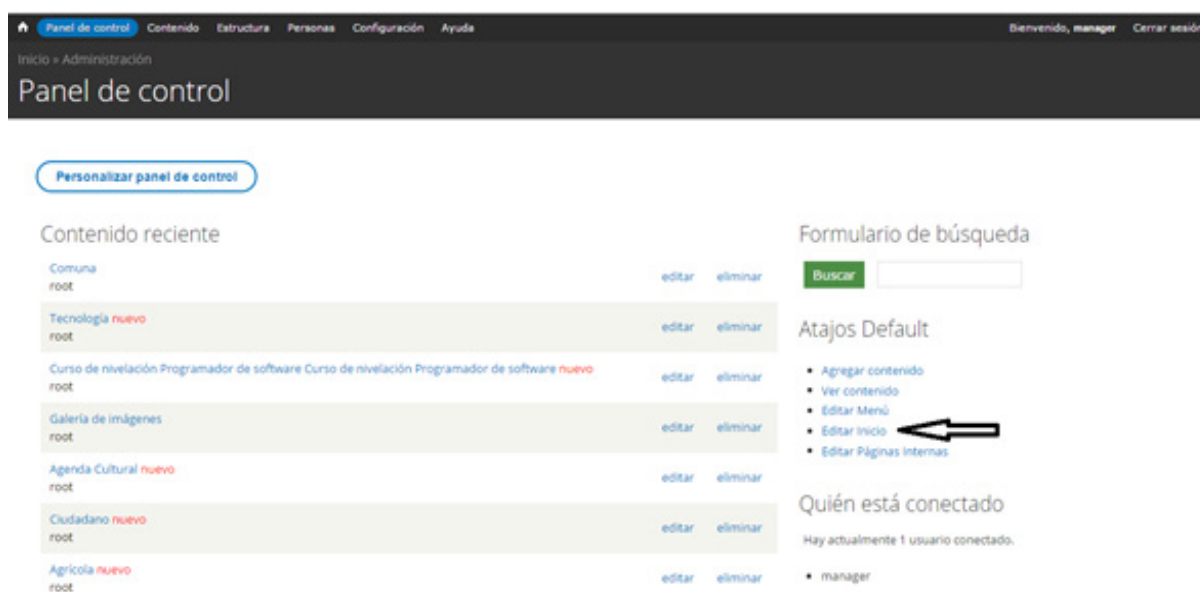 Panel de control Contenido Estructura Personas Configuración Ayuda Bienvenido, manager Cerrar sesión
Inicio » Administración
Panel de control
Personalizar panel de control
Contenido reciente
Comuna editar eliminar
root
Tecnología nuevo editar eliminar
root
Curso de nivelación Programador de software Curso de nivelación Programador de software nuevo editar eliminar
root
Galería de imágenes editar eliminar
root
Agenda Cultural nuevo editar eliminar
root
Ciudadano nuevo editar eliminar
root
Agrícola nuevo editar eliminar
root
Formulario de búsqueda
Buscar
Atajos Default
Agregar contenido
Ver contenido
Editar Menú
Editar Inicio
Editar Páginas Internas
Quién está conectado
Hay actualmente 1 usuario conectado.
manager